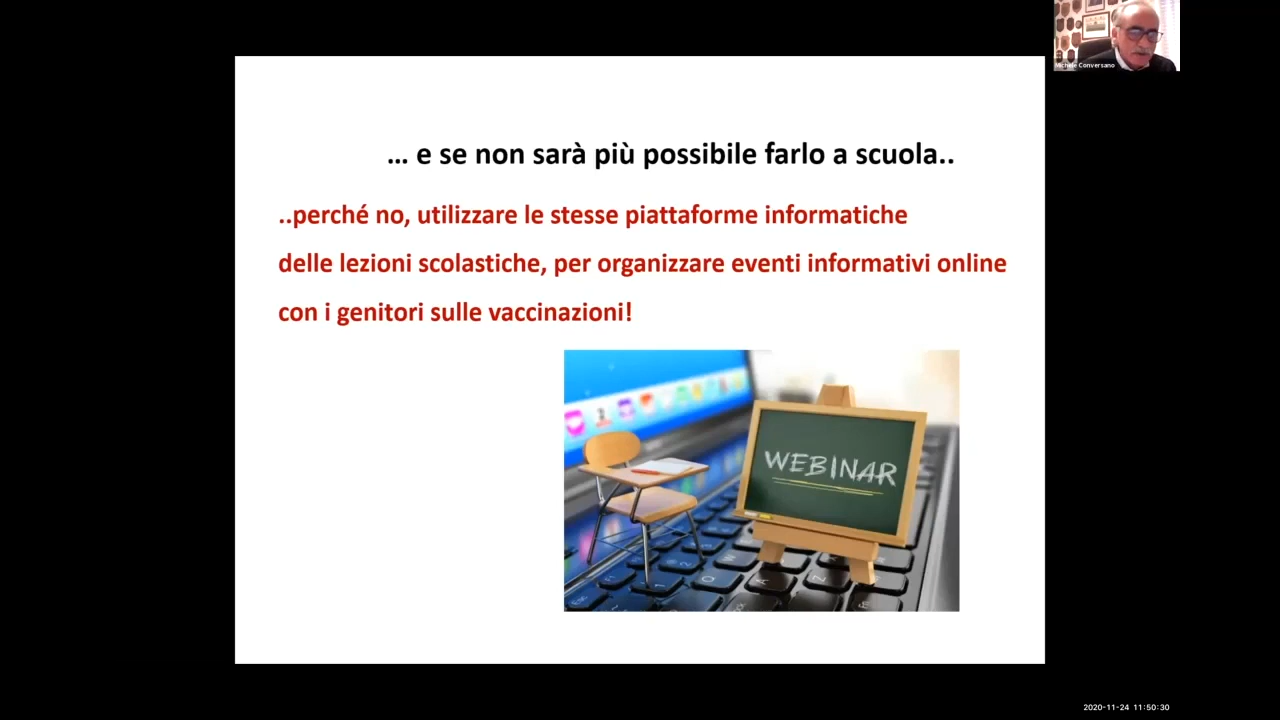 Michele Conversano
... e se non sarà più possibile farlo a scuola..
..perché no, utilizzare le stesse piattaforme informatiche
delle lezioni scolastiche, per organizzare eventi informativi online
con i genitori sulle vaccinazioni!
WEBINAR
2020-11-24 11:50:30